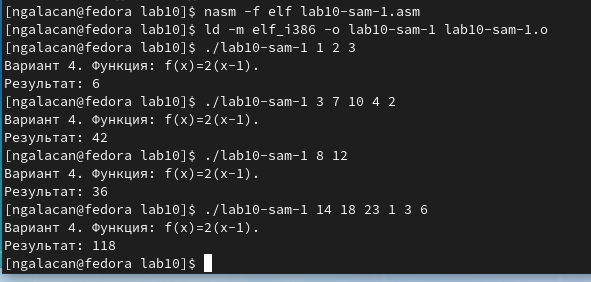 [ngalacan@fedora lab10]$ nasm -f elf lab10-sam-1.asm
[ngalacan@fedora lab10]$ ld -m elf_i386 -o lab10-sam-1 lab10-sam-1.o
[ngalacan@fedora lab10]$ ./lab10-sam-1 1 2 3
Вариант 4. Функция: f(x)=2(x-1).
Результат: 6
[ngalacan@fedora lab10]$ ./lab10-sam-1 3 7 10 4 2
Вариант 4. Функция: f(x)=2(x-1).
Результат: 42
[ngalacan@fedora lab10]$ ./lab10-sam-1 8 12
Вариант 4. Функция: f(x)=2(x-1).
Результат: 36
[ngalacan@fedora lab10]$ ./lab10-sam-1 14 18 23 1 3 6
Вариант 4. Функция: f(x)=2(x-1).
Результат: 118
[ngalacan@fedora lab10]$